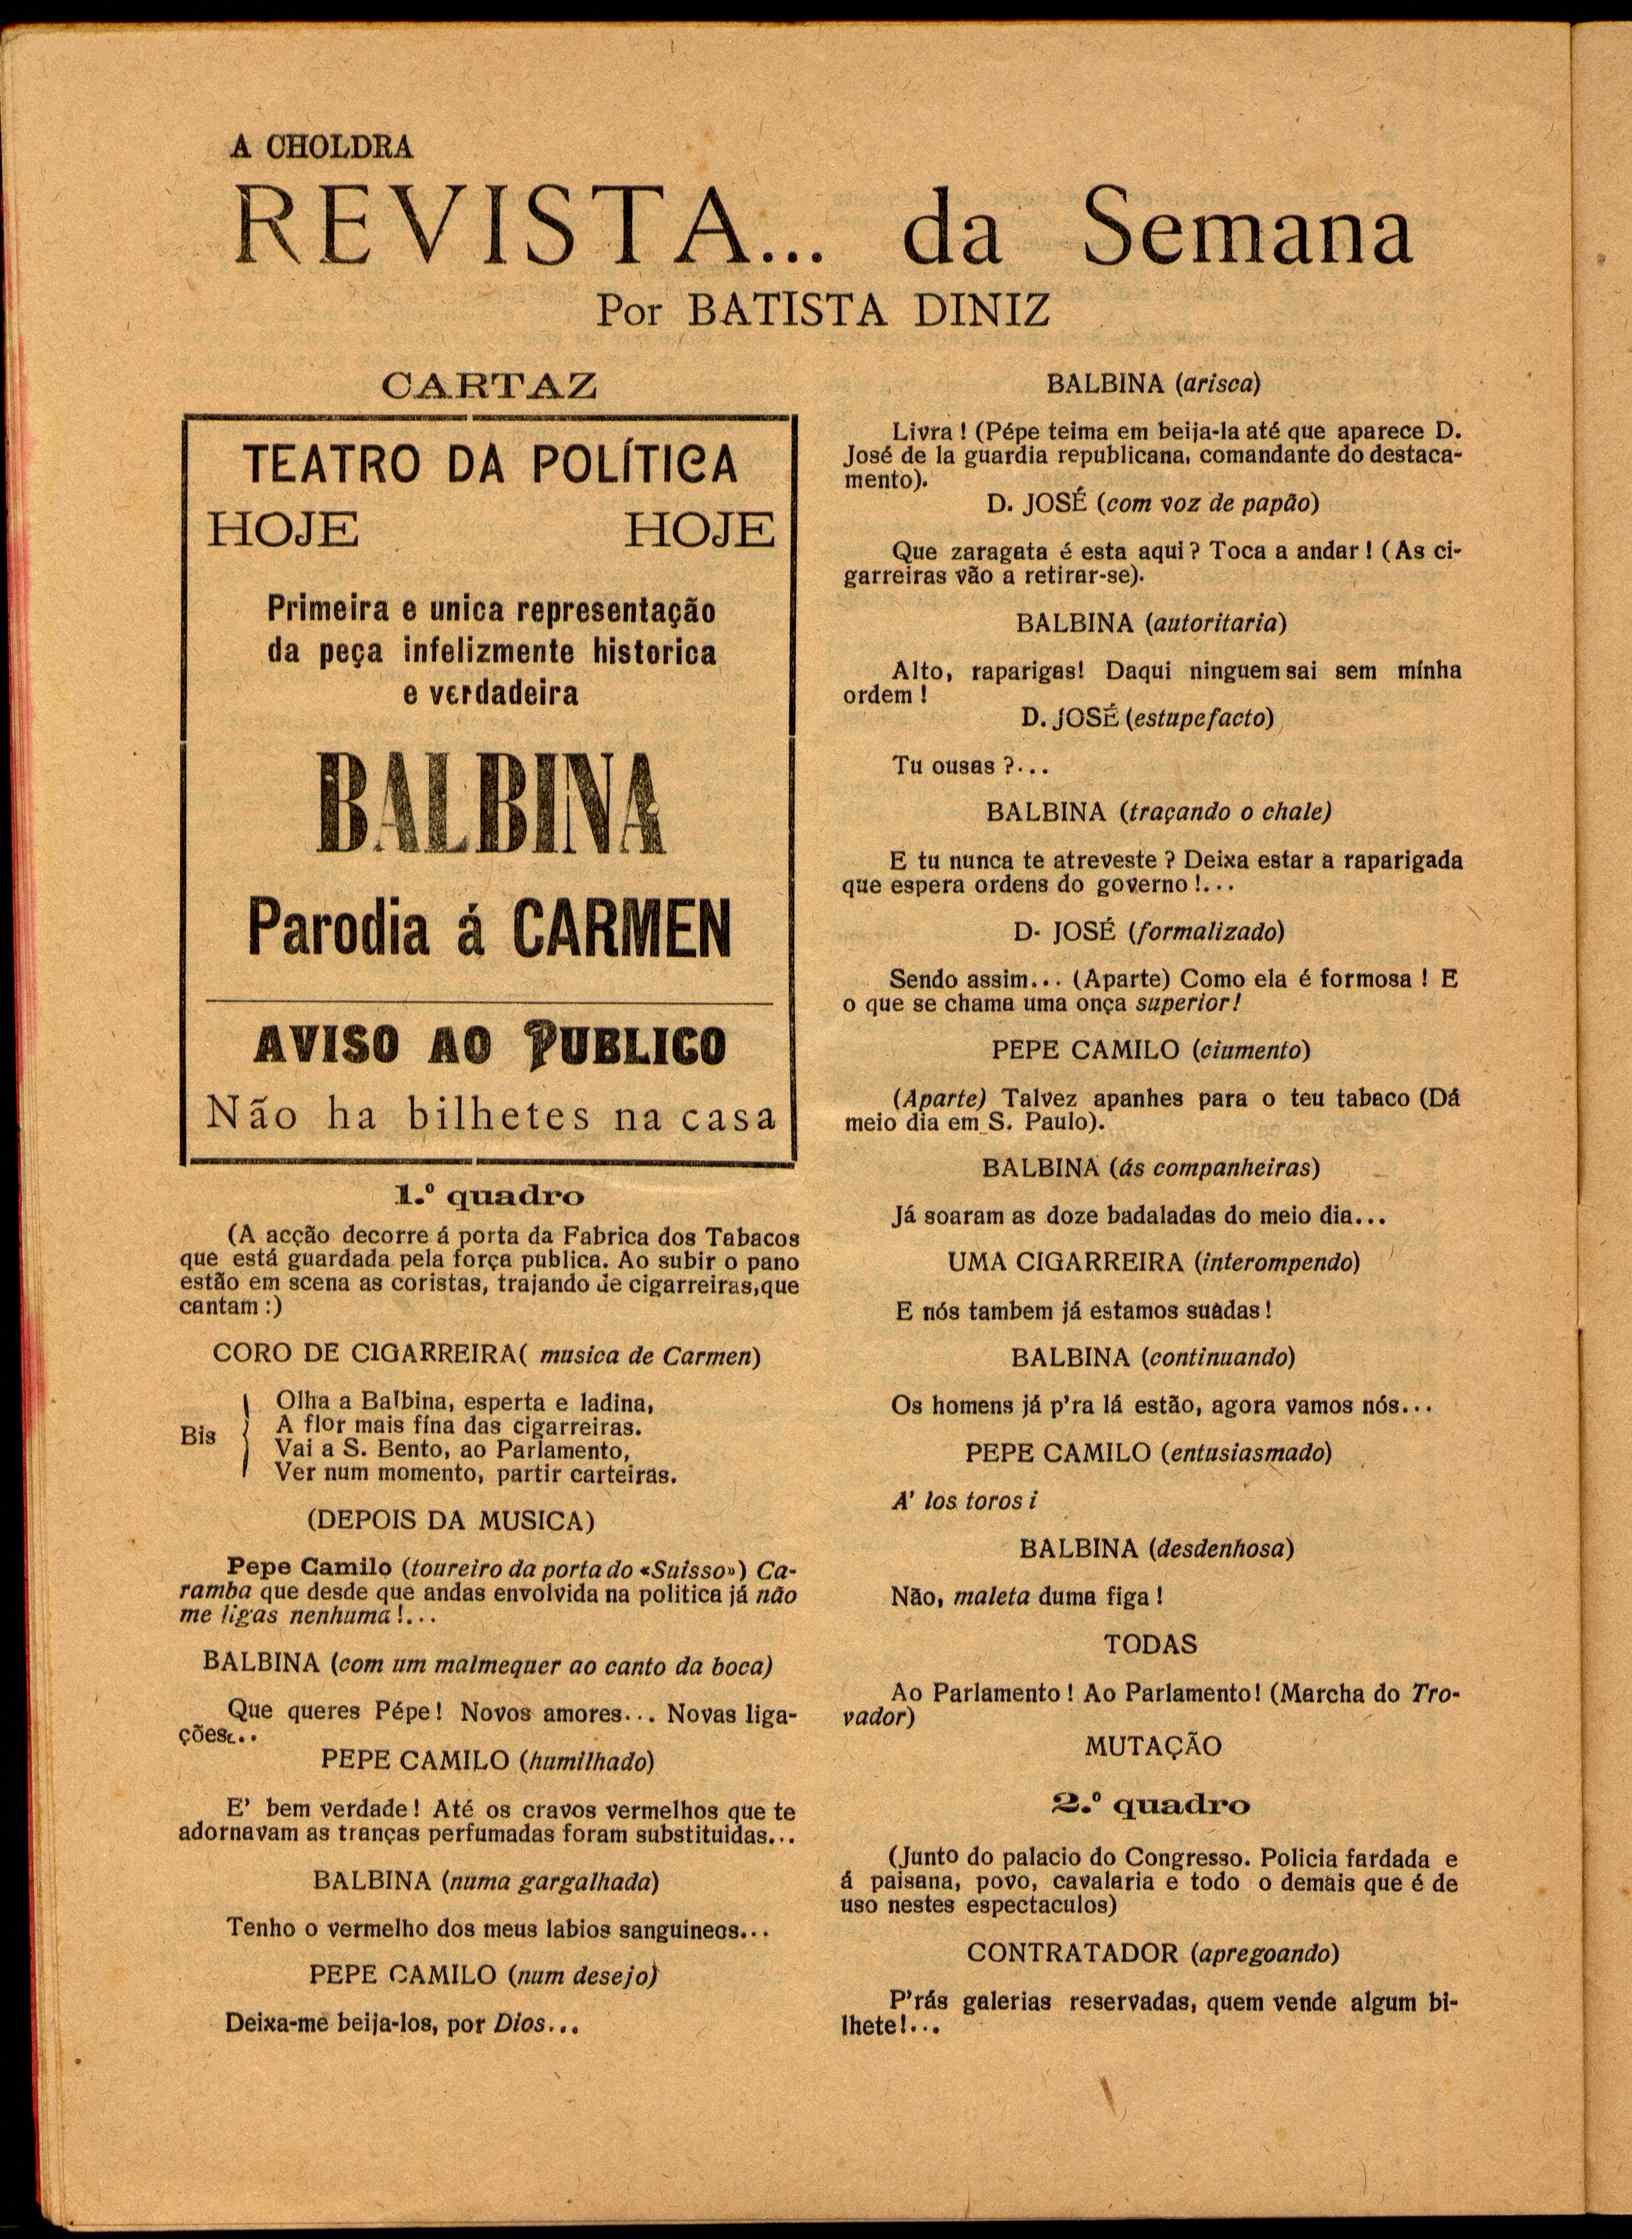 A CHOLDRA
REVISTA... da Semana
Por BATISTA DINIZ
CARTAZ
TEATRO DA POLÍTICA
HOJE HOJE
Primeira e unica representação
da peça infelizmente historica
e verdadeira
BALBINA
Parodia á CARMEN
AVISO AO PUBLICO
Não ha bilhetes na casa
1.º quadro
(A acção decorre á porta da Fabrica dos Tabacos
que está guardada pela força publica. Ao subir o pano
estão em scena as coristas, trajando de cigarreiras, que
cantam :)
CORO DE CIGARREIRA( musica de Carmen)
Olha a Balbina, esperta e ladina,
A flor mais fina das cigarreiras.
Bis
Vai a S. Bento, ao Parlamento,
Ver num momento, partir carteiras.
(DEPOIS DA MUSICA)
Pepe Camilo (toureiro da porta do «Suisso») Ca-
ramba que desde que andas envolvida na politica já não
me ligas nenhuma !...
BALBINA (com um malmequer ao canto da boca)
Que queres Pépe! Novos amores... Novas liga-
ções...
PEPE CAMILO (humilhado)
E' bem verdade! Até os cravos vermelhos que te
adornavam as tranças perfumadas foram substituidas...
BALBINA (numa gargalhada)
Tenho o vermelho dos meus labios sanguineos...
PEPE CAMILO (num desejo)
Deixa-me beija-los, por Dios...
BALBINA (arisca)
Livra ! (Pépe teima em beija-la até que aparece D.
José de la guardia republicana, comandante do destaca-
mento).
D. JOSÉ (com voz de papão)
Que zaragata é esta aqui ? Toca a andar ! (As ci-
garreiras vão a retirar-se).
BALBINA (autoritaria)
Alto, raparigas! Daqui ninguem sai sem minha
ordem !
D. JOSÉ (estupefacto)
Tu ousas ?...
BALBINA (traçando o chale)
E tu nunca te atreveste ? Deixa estar a raparigada
que espera ordens do governo !...
D. JOSÉ (formalizado)
Sendo assim... (Aparte) Como ela é formosa ! E
o que se chama uma onça superior!
PEPE CAMILO (ciumento)
(Aparte) Talvez apanhes para o teu tabaco (Dá
meio dia em S. Paulo).
BALBINA (ás companheiras)
Já soaram as doze badaladas do meio dia...
UMA CIGARREIRA (interompendo)
E nós tambem já estamos suadas !
BALBINA (continuando)
Os homens já p'ra lá estão, agora vamos nós...
PEPE CAMILO (entusiasmado)
A' los toros i
BALBINA (desdenhosa)
Não, maleta duma figa !
TODAS
Ao Parlamento ! Ao Parlamento! (Marcha do Tro-
vador)
MUTAÇÃO
2.º quadro
(Junto do palacio do Congresso. Policia fardada e
á paisana, povo, cavalaria e todo o demais que é de
uso nestes espectaculos)
CONTRATADOR (apregoando)
P'rás galerias reservadas, quem vende algum bi-
lhete!...